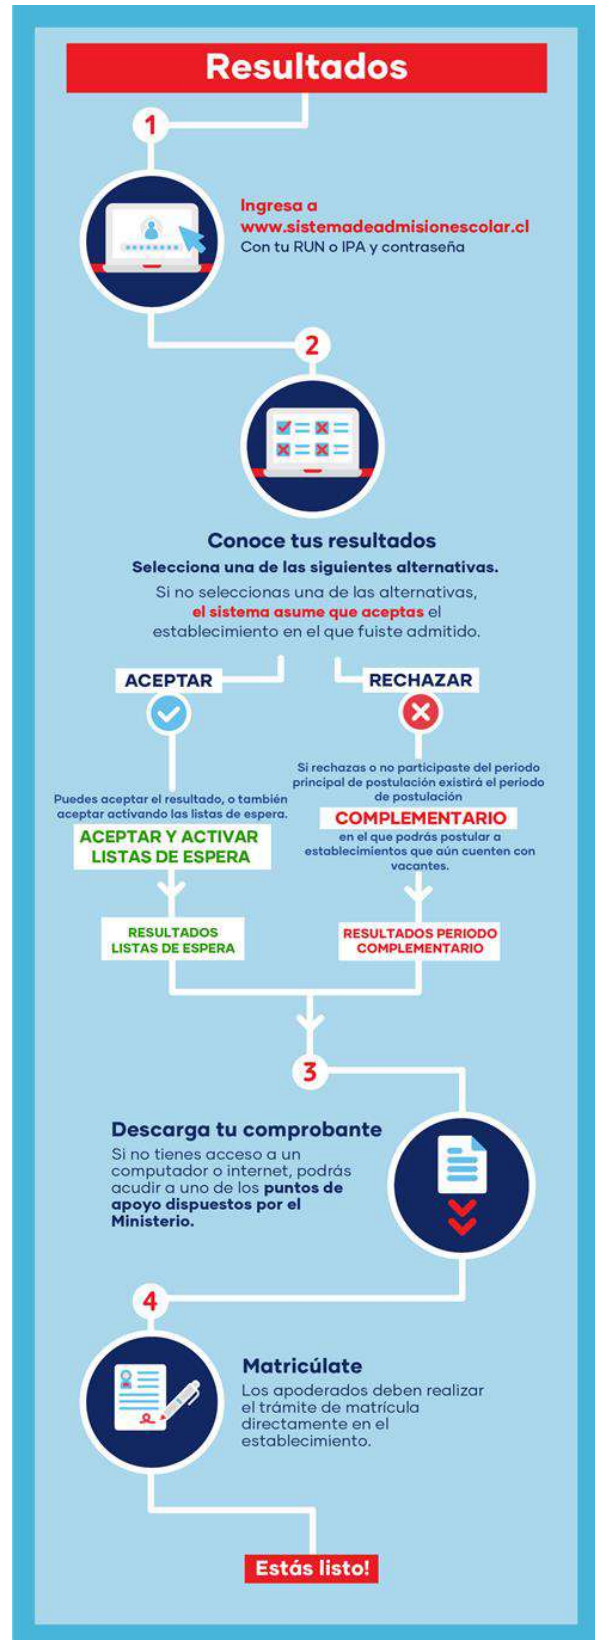 Resultados
1
Ingresa a
www.sistemadeadmisionescolar.cl
Con tu RUN o IPA y contraseña
2
Conoce tus resultados
Selecciona una de las siguientes alternativas.
Si no seleccionas una de las alternativas,
el sistema asume que aceptas el
establecimiento en el que fuiste admitido.
ACEPTAR
Puedes aceptar el resultado, o también
aceptar activando las listas de espera.
ACEPTAR Y ACTIVAR
LISTAS DE ESPERA
RESULTADOS
LISTAS DE ESPERA
RECHAZAR
Si rechazas o no participaste del periodo
principal de postulación existirá el periodo
de postulación
COMPLEMENTARIO
en el que podrás postular a
establecimientos que aún cuenten con
vacantes.
RESULTADOS PERIODO
COMPLEMENTARIO
3
Descarga tu comprobante
Si no tienes acceso a un
computador o internet, podrás
acudir a uno de los puntos de
apoyo dispuestos por el
Ministerio.
4
Matricúlate
Los apoderados deben realizar
el trámite de matrícula
directamente en el
establecimiento.
Estás listo!